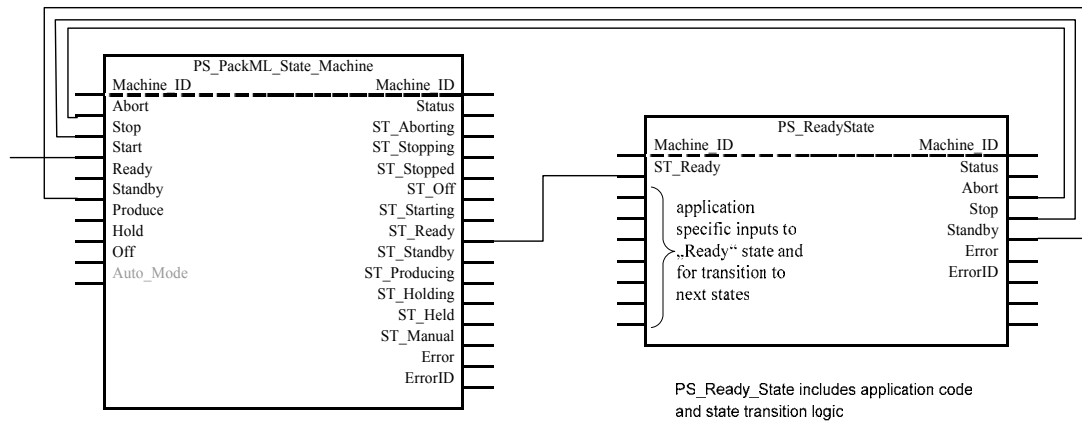 PS_PackML_State_Machine
Machine_ID Machine_ID
Abort Status
Stop ST_Aborting
Start ST_Stopping
Ready ST_Stopped
Standby ST_Off
Produce ST_Starting
Hold ST_Ready
Off ST_Standby
Auto_Mode ST_Producing
ST_Holding
ST_Held
ST_Manual
Error
ErrorID
PS_ReadyState
Machine_ID Machine_ID
ST_Ready Status
Abort
application Stop
specific inputs to Standby
„Ready“ state and Error
for transition to ErrorID
next states
PS_Ready_State includes application code
and state transition logic